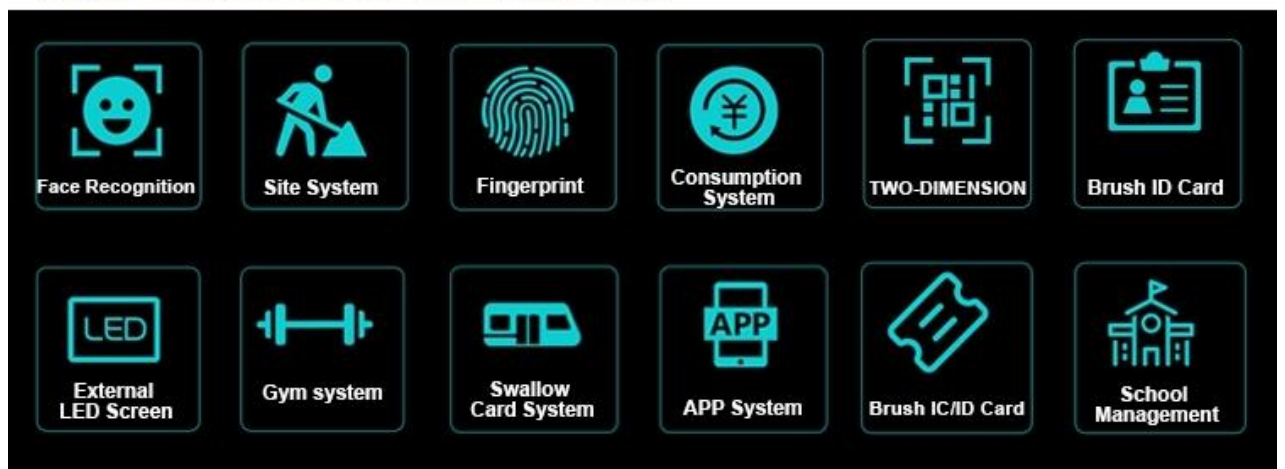 Face Recognition
Site System
Fingerprint
Consumption
System
TWO-DIMENSION
Brush ID Card
LED
External
LED Screen
Gym system
Swallow
Card System
APP
APP System
Brush IC/ID Card
School
Management